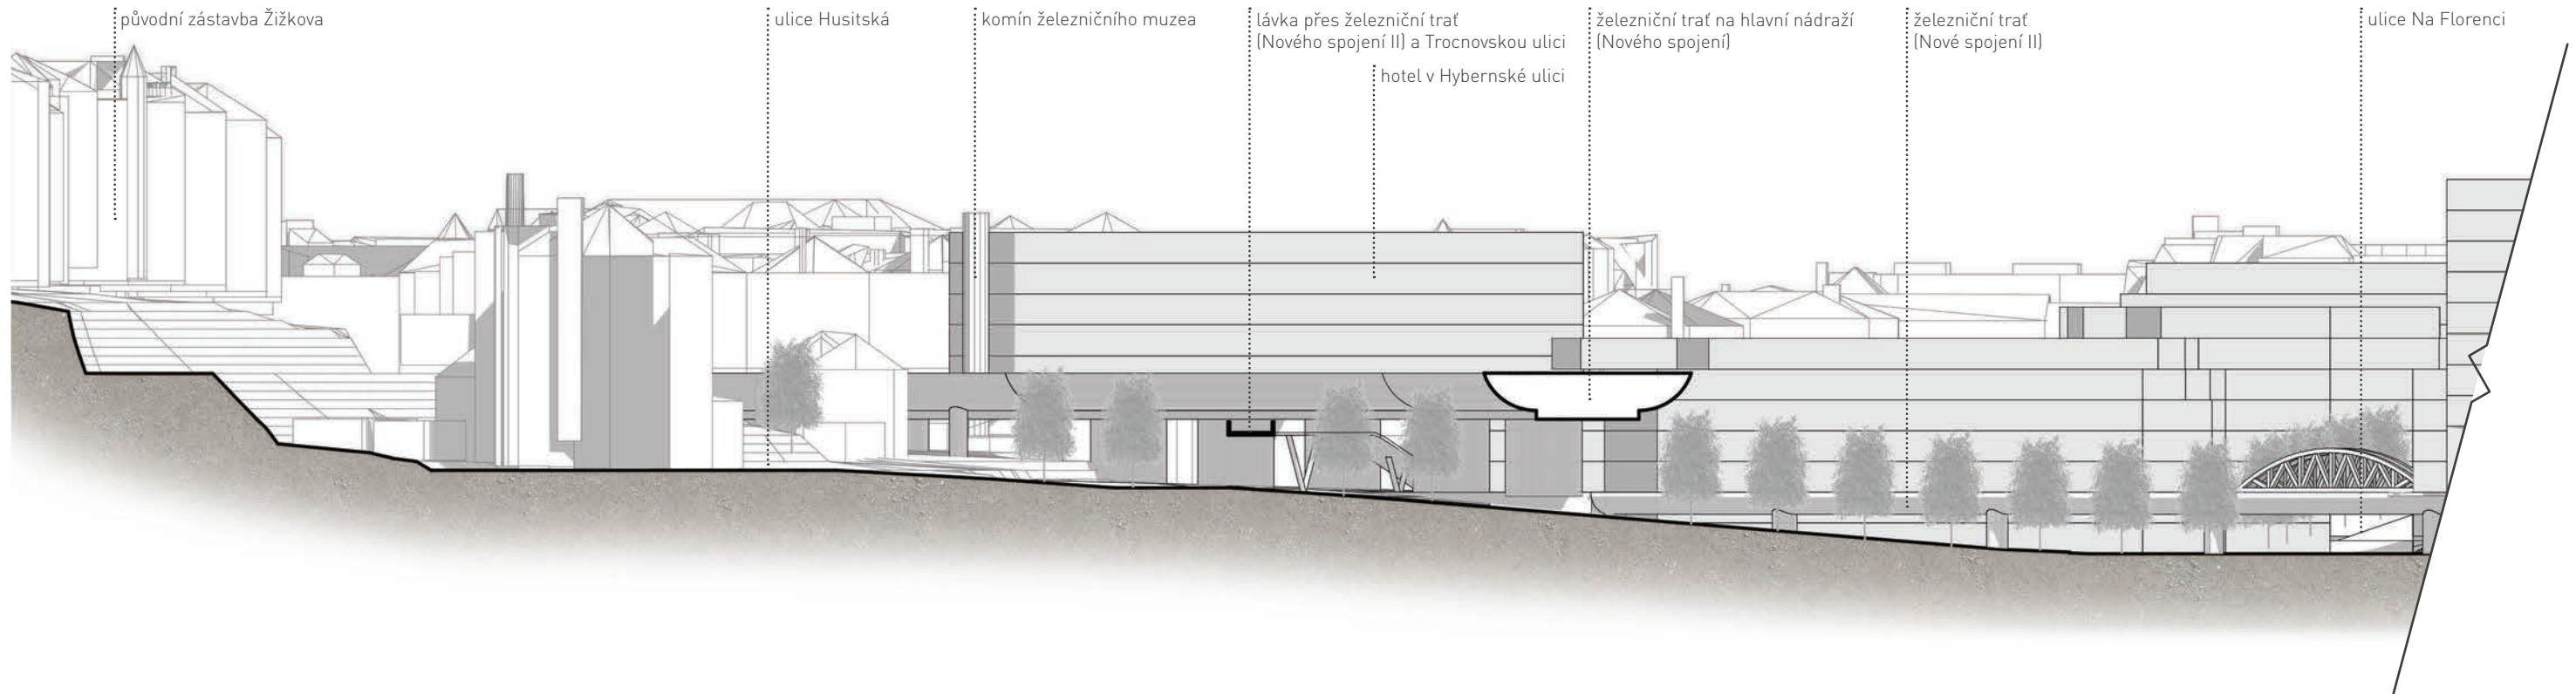 původní zástavba Žižkova
ulice Husitská
komín železničního muzea
lávka přes železniční trať
(Nového spojení II) a Trocnovskou ulici
hotel v Hybernské ulici
železniční trať na hlavní nádraží
(Nového spojení)
železniční trať
(Nové spojení II)
ulice Na Florenci